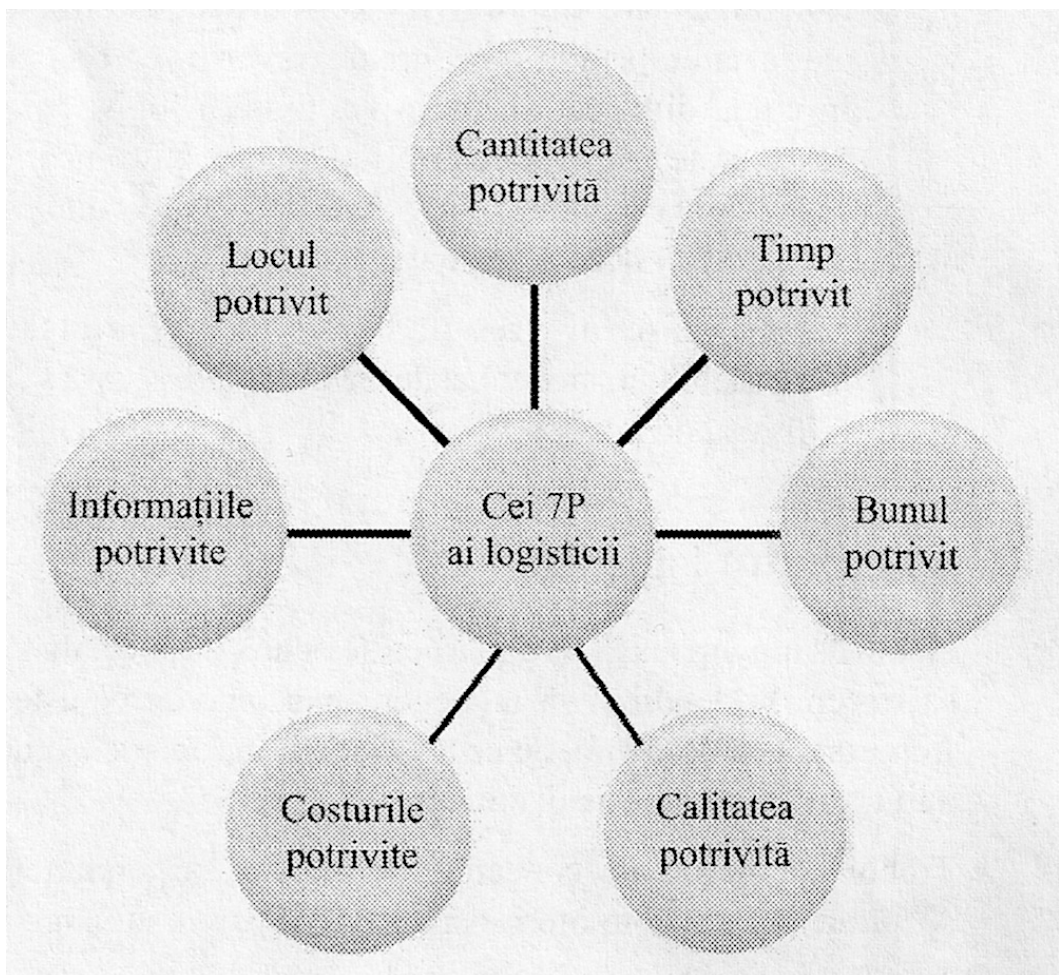 Cantitatea
potrivită
Locul
potrivit
Timp
potrivit
Informațiile
potrivite
Cei 7P
ai logisticii
Bunul
potrivit
Costurile
potrivite
Calitatea
potrivită